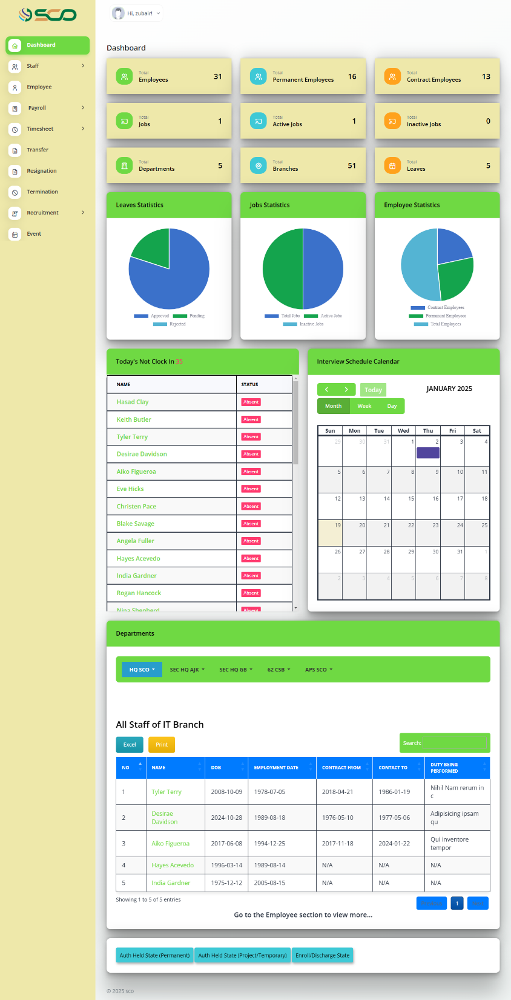 SCO
Hi, zubair!
Dashboard
Staff
Employee
Payroll
Timesheet
Transfer
Resignation
Termination
Recruitment
Event
Dashboard
Total
Employees
31
Total
Permanent Employees
16
Total
Contract Employees
13
Total
Jobs
1
Total
Active Jobs
1
Total
Inactive Jobs
0
Total
Departments
5
Total
Branches
51
Total
Leaves
5
Leaves Statistics
Approved Pending
Rejected
Jobs Statistics
Total Jobs Active Jobs
Inactive Jobs
Employee Statistics
Contract Employees
Permanent Employees
Total Employees
Today's Not Clock In 35
NAME STATUS
Hasad Clay Absent
Keith Butler Absent
Tyler Terry Absent
Desirae Davidson Absent
Aiko Figueroa Absent
Eve Hicks Absent
Christen Pace Absent
Blake Savage Absent
Angela Fuller Absent
Hayes Acevedo Absent
India Gardner Absent
Rogan Hancock Absent
Nina Shepherd Absent
Interview Schedule Calendar
Today
JANUARY 2025
Month Week Day
Sun Mon Tue Wed Thu Fri Sat
29 30 31 1 2 3 4
5 6 7 8 9 10 11
12 13 14 15 16 17 18
19 20 21 22 23 24 25
26 27 28 29 30 31 1
2 3 4 5 6 7 8
Departments
HQ SCO SEC HQ AJK SEC HQ GB 62 CSB APS SCO
All Staff of IT Branch
Excel Print
Search:
NO NAME DOB EMPLOYMENT DATE CONTRACT FROM CONTACT TO DUTY BEING
PERFORMED
1 Tyler Terry 2008-10-09 1978-07-05 2018-04-21 1986-01-19 Nihil Nam rerum in
c
2 Desirae
Davidson 2024-10-28 1989-08-18 1976-05-10 1977-05-06 Adipisicing ipsam
qu
3 Aiko Figueroa 2017-06-08 1994-12-25 2017-11-18 2024-01-22 Qui inventore
tempor
4 Hayes Acevedo 1996-03-14 1989-08-14 N/A N/A N/A
5 India Gardner 1975-12-12 2005-08-15 N/A N/A N/A
Showing 1 to 5 of 5 entries
1
Go to the Employee section to view more...
Auth Held State (Permanent) Auth Held State (Project/Temporary) Enroll/Discharge State
© 2025 sco